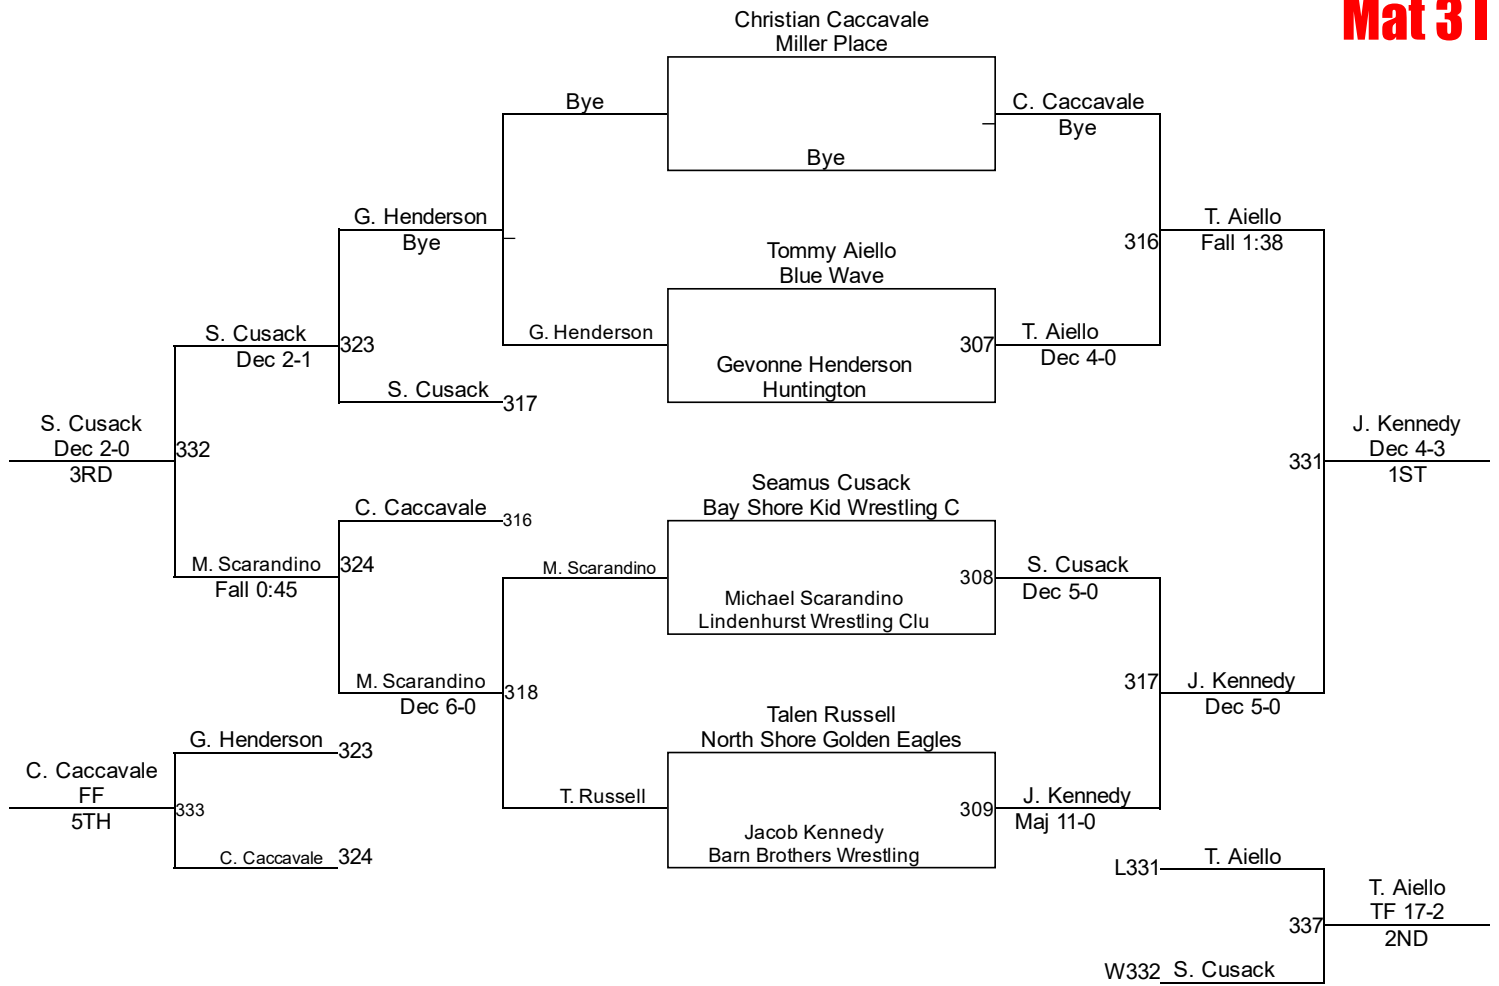 Mat 3 I
Christian Caccavale
Miller Place
Bye
C. Caccavale
Bye
Bye
G. Henderson
Bye
T. Aiello
316
Fall 1:38
Tommy Aiello
Blue Wave
S. Cusack
323
Dec 2-1
G. Henderson
307
T. Aiello
Dec 4-0
Gevonne Henderson
Huntington
S. Cusack
317
S. Cusack
Dec 2-0
332
3RD
J. Kennedy
Dec 4-3
331
1ST
Seamus Cusack
Bay Shore Kid Wrestling C
C. Caccavale
316
M. Scarandino
324
Fall 0:45
M. Scarandino
308
S. Cusack
Dec 5-0
Michael Scarandino
Lindenhurst Wrestling Clu
M. Scarandino
318
Dec 6-0
317
J. Kennedy
Dec 5-0
Talen Russell
North Shore Golden Eagles
G. Henderson
323
C. Caccavale
FF
333
5TH
T. Russell
309
J. Kennedy
Maj 11-0
Jacob Kennedy
Barn Brothers Wrestling
C. Caccavale
324
L331
T. Aiello
T. Aiello
TF 17-2
337
2ND
W332
S. Cusack